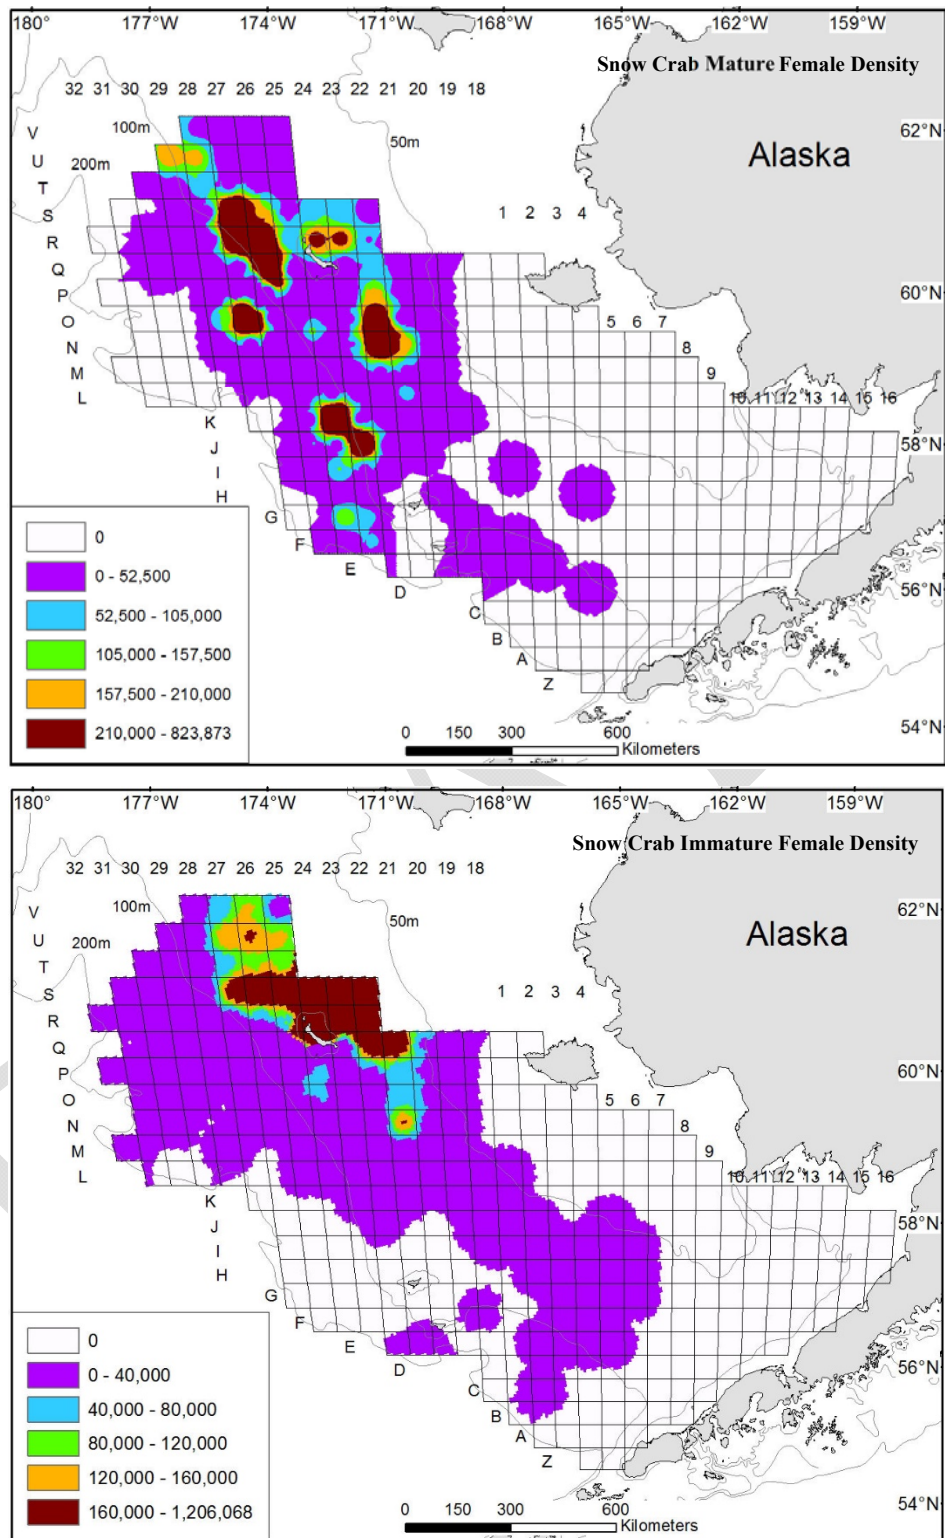 180° 177°W 174°W 171°W 168°W 165°W 162°W 159°W
Snow Crab Mature Female Density
32 31 30 29 28 27 26 25 24 23 22 21 20 19 18
V
100m
50m
62°N
U
Alaska
200m
T
S
1 2 3 4
R
Q
60°N
P
5 6 7
O
8
N
9
M
L
10 11 12 13 14 15 16
K
58°N
J
I
H
G
F
E
D
56°N
C
B
A
Z
54°N
0
0 - 52,500
52,500 - 105,000
105,000 - 157,500
157,500 - 210,000
210,000 - 823,873
0 150 300 600
Kilometers
180° 177°W 174°W 171°W 168°W 165°W 162°W 159°W
Snow Crab Immature Female Density
32 31 30 29 28 27 26 25 24 23 22 21 20 19 18
V
100m
50m
62°N
U
Alaska
200m
T
S
1 2 3 4
R
Q
60°N
P
5 6 7
O
8
N
9
M
L
10 11 12 13 14 15 16
K
58°N
J
I
H
G
F
E
D
56°N
C
B
A
Z
54°N
0
0 - 40,000
40,000 - 80,000
80,000 - 120,000
120,000 - 160,000
160,000 - 1,206,068
0 150 300 600
Kilometers